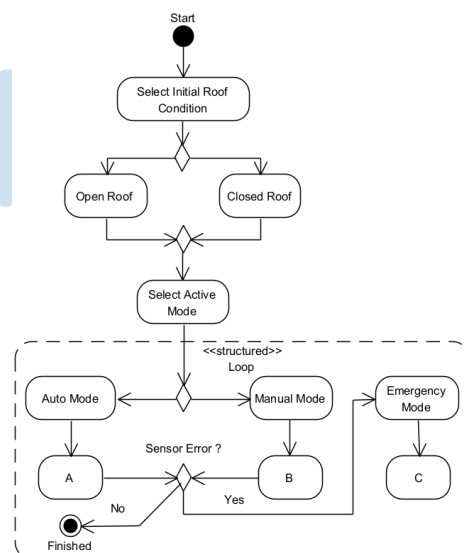 Start
Select Initial Roof
Condition
Open Roof
Closed Roof
Select Active
Mode
<<structured>>
Loop
Auto Mode
Manual Mode
Emergency
Mode
Sensor Error ?
A
B
C
No
Yes
Finished